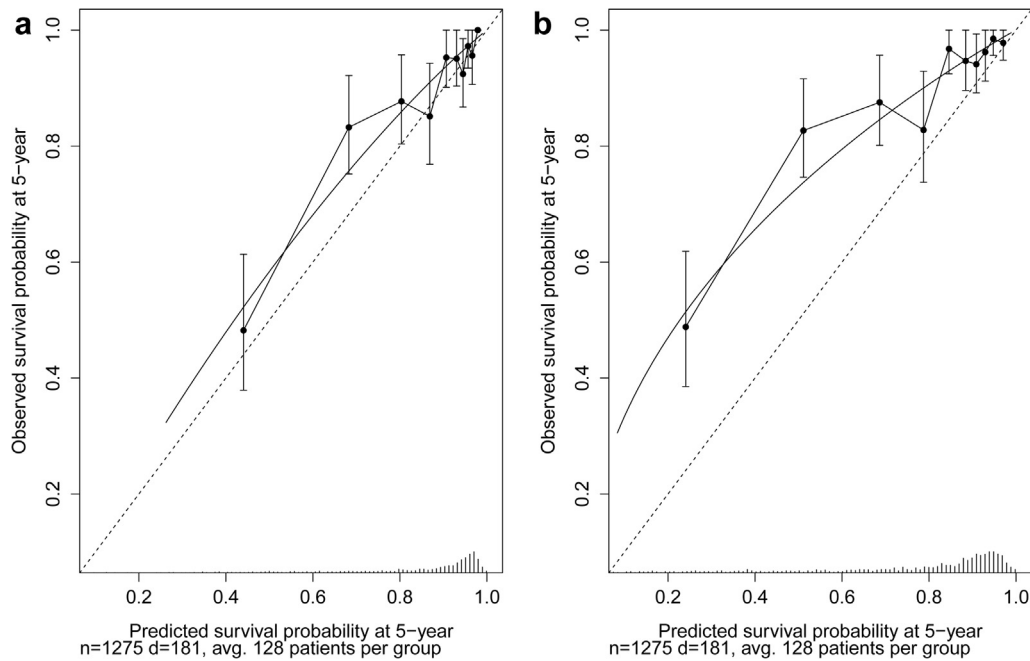 a
Observed survival probability at 5−year
1.0
0.8
0.6
0.4
0.2
0.2 0.4 0.6 0.8 1.0
Predicted survival probability at 5−year
n=1275 d=181, avg. 128 patients per group
b
Observed survival probability at 5−year
1.0
0.8
0.6
0.4
0.2
0.2 0.4 0.6 0.8 1.0
Predicted survival probability at 5−year
n=1275 d=181, avg. 128 patients per group